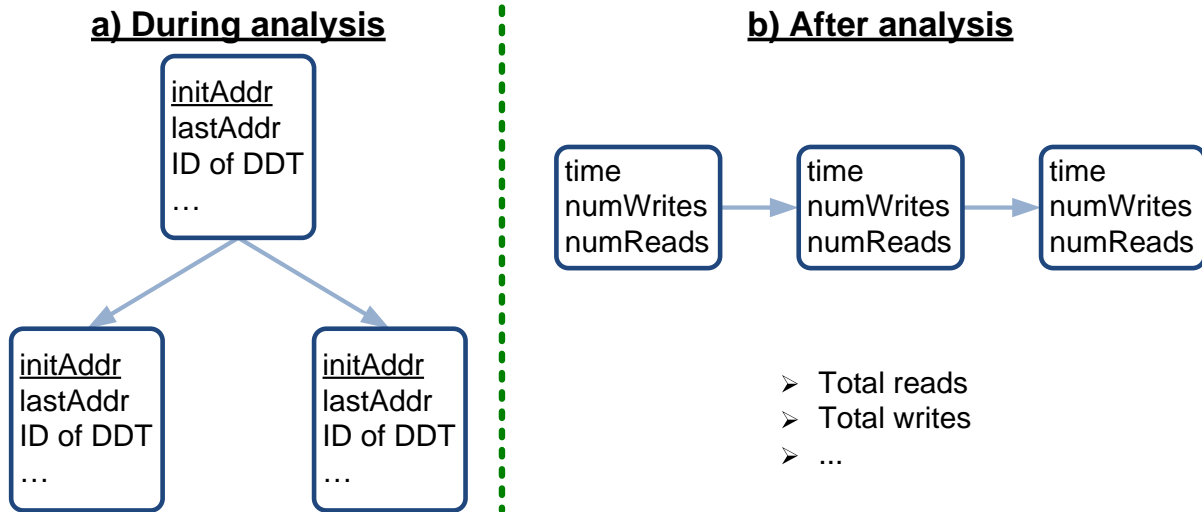 a) During analysis
initAddr
lastAddr
ID of DDT
…
initAddr
lastAddr
ID of DDT
…
initAddr
lastAddr
ID of DDT
…
b) After analysis
time
numWrites
numReads
time
numWrites
numReads
time
numWrites
numReads
➢ Total reads
➢ Total writes
➢ ...